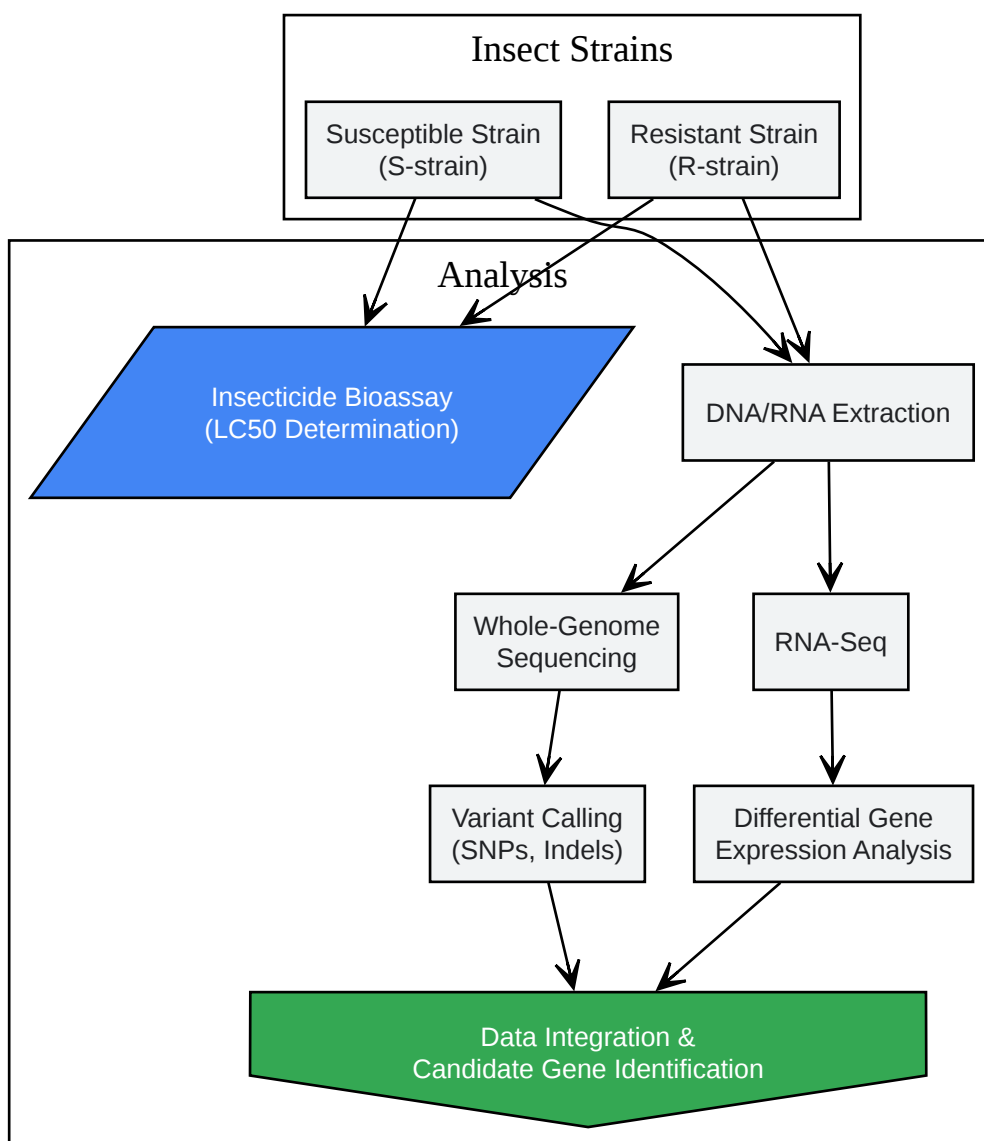 Insect Strains
Susceptible Strain
(S-strain)
Resistant Strain
(R-strain)
Analysis
Insecticide Bioassay
(LC50 Determination)
DNA/RNA Extraction
Whole-Genome
Sequencing
RNA-Seq
Variant Calling
(SNPs, Indels)
Differential Gene
Expression Analysis
Data Integration &
Candidate Gene Identification